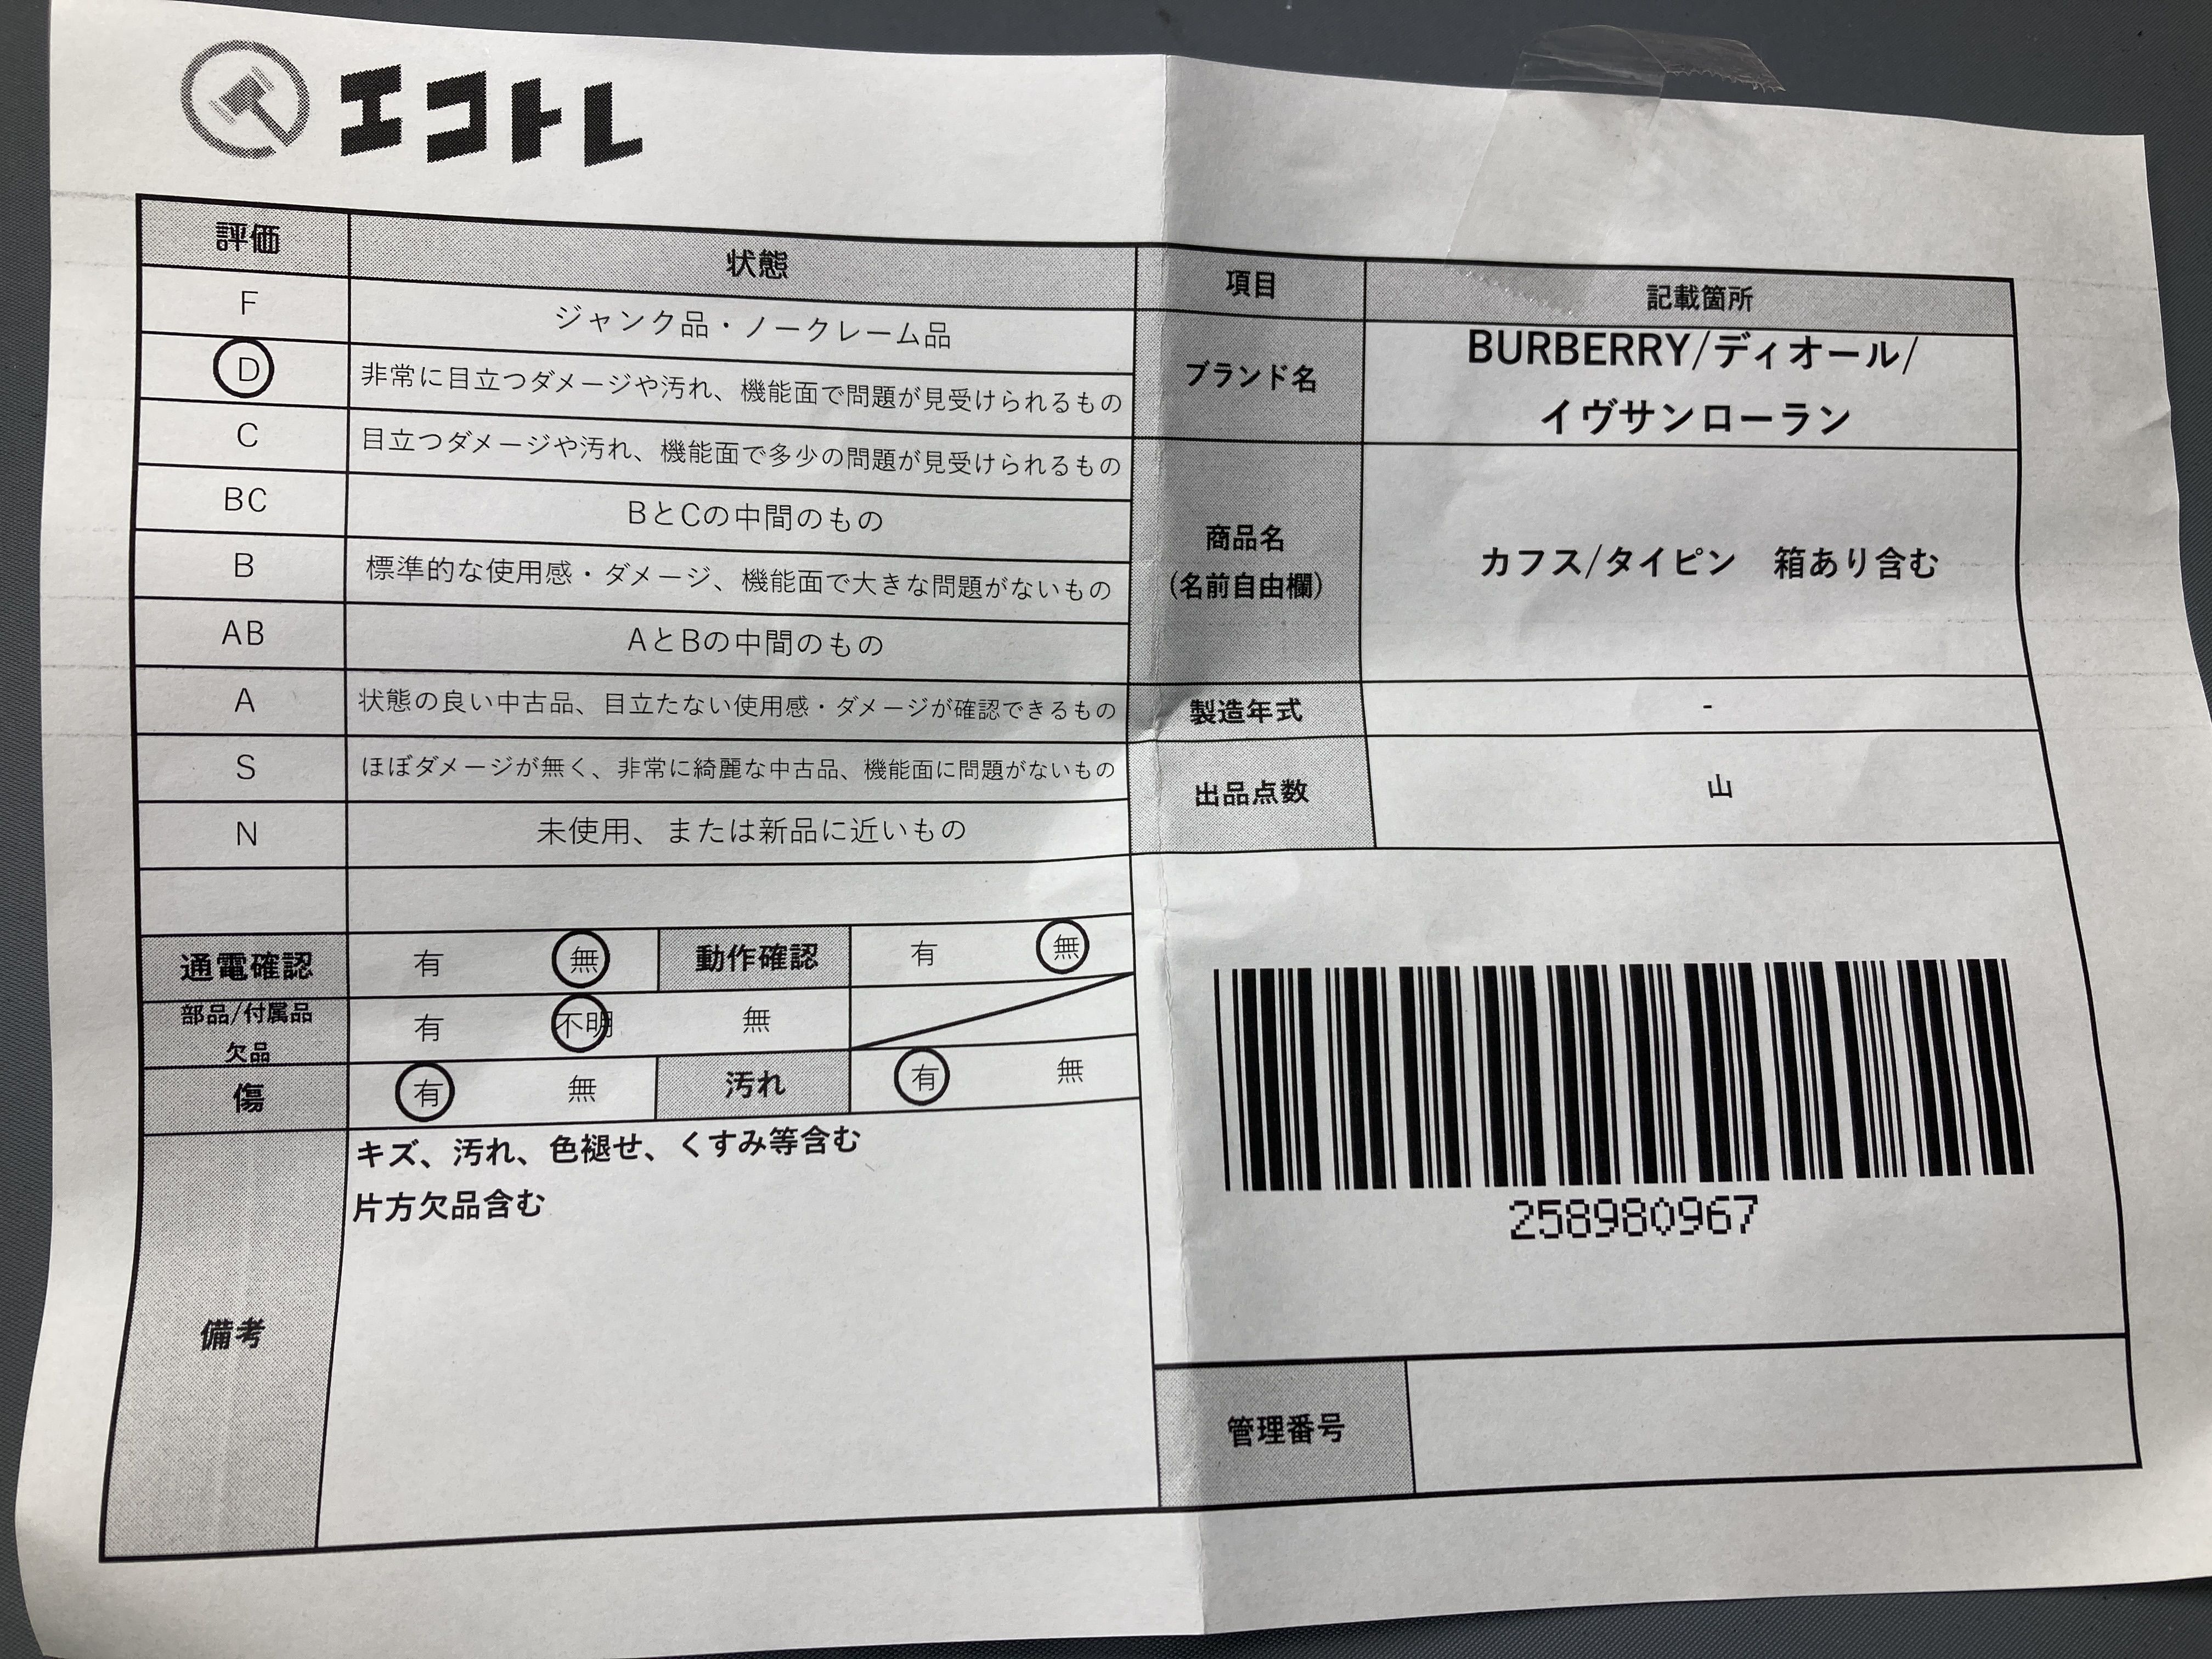 エコトレ
評価 状態
F ジャンク品・ノークレーム品
D 非常に目立つダメージや汚れ、機能面で問題が見受けられるもの
C 目立つダメージや汚れ、機能面で多少の問題が見受けられるもの
BC BとCの中間のもの
B 標準的な使用感・ダメージ、機能面で大きな問題がないもの
AB AとBの中間のもの
A 状態の良い中古品、目立たない使用感・ダメージが確認できるもの
S ほぼダメージが無く、非常に綺麗な中古品、機能面に問題がないもの
N 未使用、または新品に近いもの
通電確認 有 無 動作確認 有 無
部品/付属品
欠品
有 不明 無
傷 有 無 汚れ 有 無
備考
キズ、汚れ、色褪せ、くすみ等含む
片方欠品含む
項目 記載箇所
ブランド名
BURBERRY/ディオール/
イヴサンローラン
商品名
(名前自由欄)
カフス/タイピン 箱あり含む
製造年式 -
出品点数 山
258980967
管理番号